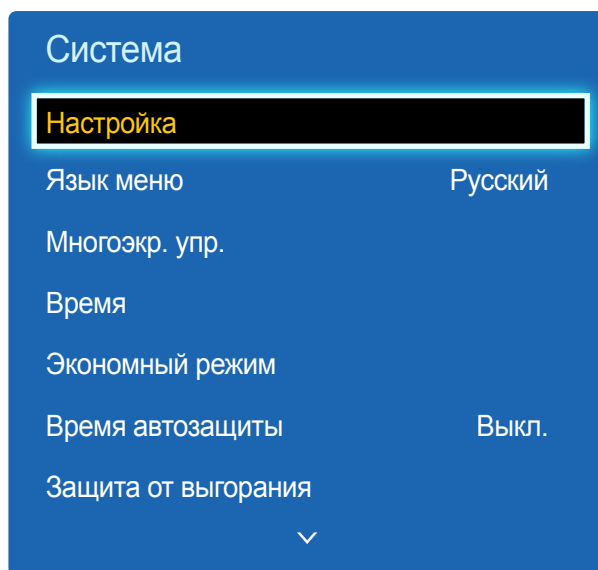 Система
Настройка
Язык меню Русский
Многоэкр. упр.
Время
Экономный режим
Время автозащиты Выкл.
Защита от выгорания